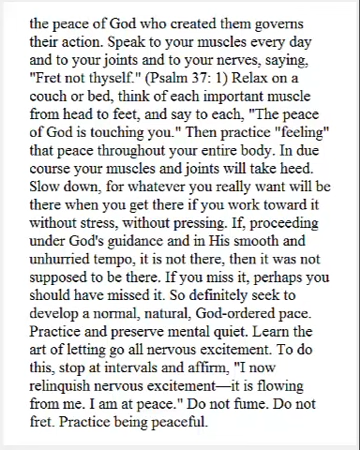 the peace of God who created them governs
their action. Speak to your muscles every day
and to your joints and to your nerves, saying,
"Fret not thyself." (Psalm 37: 1) Relax on a
couch or bed, think of each important muscle
from head to feet, and say to each, "The peace
of God is touching you." Then practice "feeling"
that peace throughout your entire body. In due
course your muscles and joints will take heed.
Slow down, for whatever you really want will be
there when you get there if you work toward it
without stress, without pressing. If, proceeding
under God's guidance and in His smooth and
unhurried tempo, it is not there, then it was not
supposed to be there. If you miss it, perhaps you
should have missed it. So definitely seek to
develop a normal, natural, God-ordered pace.
Practice and preserve mental quiet. Learn the
art of letting go all nervous excitement. To do
this, stop at intervals and affirm, "I now
relinquish nervous excitement—it is flowing
from me. I am at peace." Do not fume. Do not
fret. Practice being peaceful.